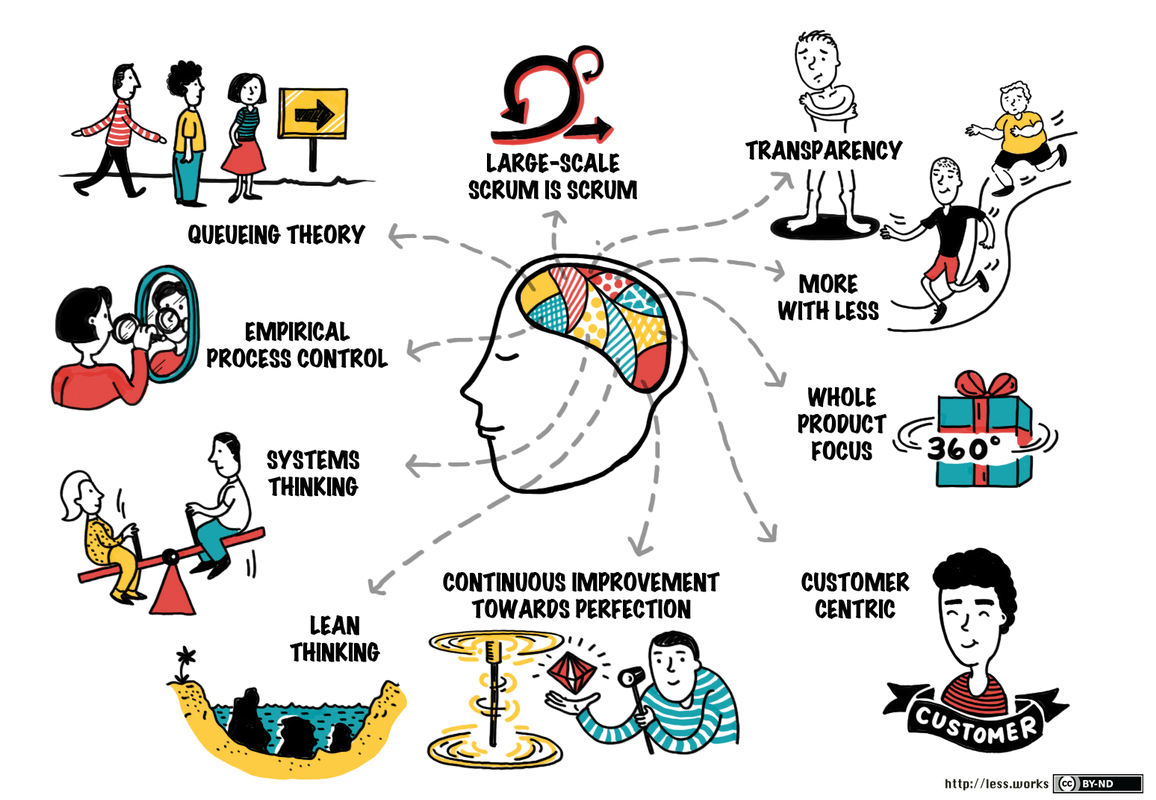 LARGE-SCALE
SCRUM IS SCRUM
TRANSPARENCY
QUEUEING THEORY
MORE
WITH LESS
EMPIRICAL
PROCESS CONTROL
WHOLE
PRODUCT
FOCUS
360°
SYSTEMS
THINKING
CONTINUOUS IMPROVEMENT
TOWARDS PERFECTION
CUSTOMER
CENTRIC
LEAN
THINKING
CUSTOMER
http://less.works cc BY-ND